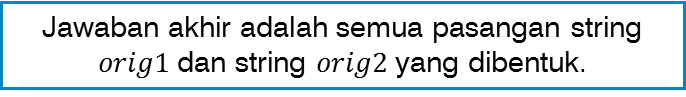 Jawaban akhir adalah semua pasangan string
orig1 dan string orig2 yang dibentuk.